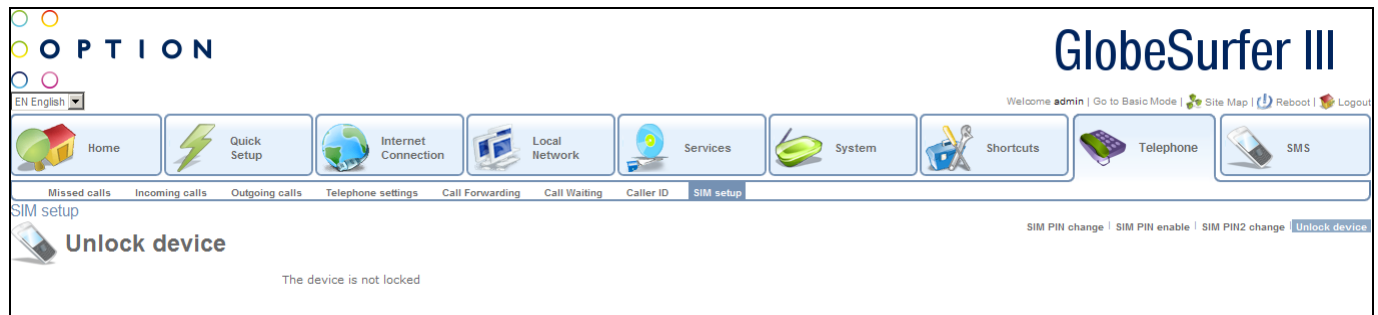 OPTION
GlobeSurfer III
EN English
Welcome admin | Go to Basic Mode | Site Map | Reboot | Logout
Home
Quick Setup
Internet Connection
Local Network
Services
System
Shortcuts
Telephone
SMS
Missed calls Incoming calls Outgoing calls Telephone settings Call Forwarding Call Waiting Caller ID SIM setup
SIM setup
SIM PIN change | SIM PIN enable | SIM PIN2 change | Unlock device
Unlock device
The device is not locked